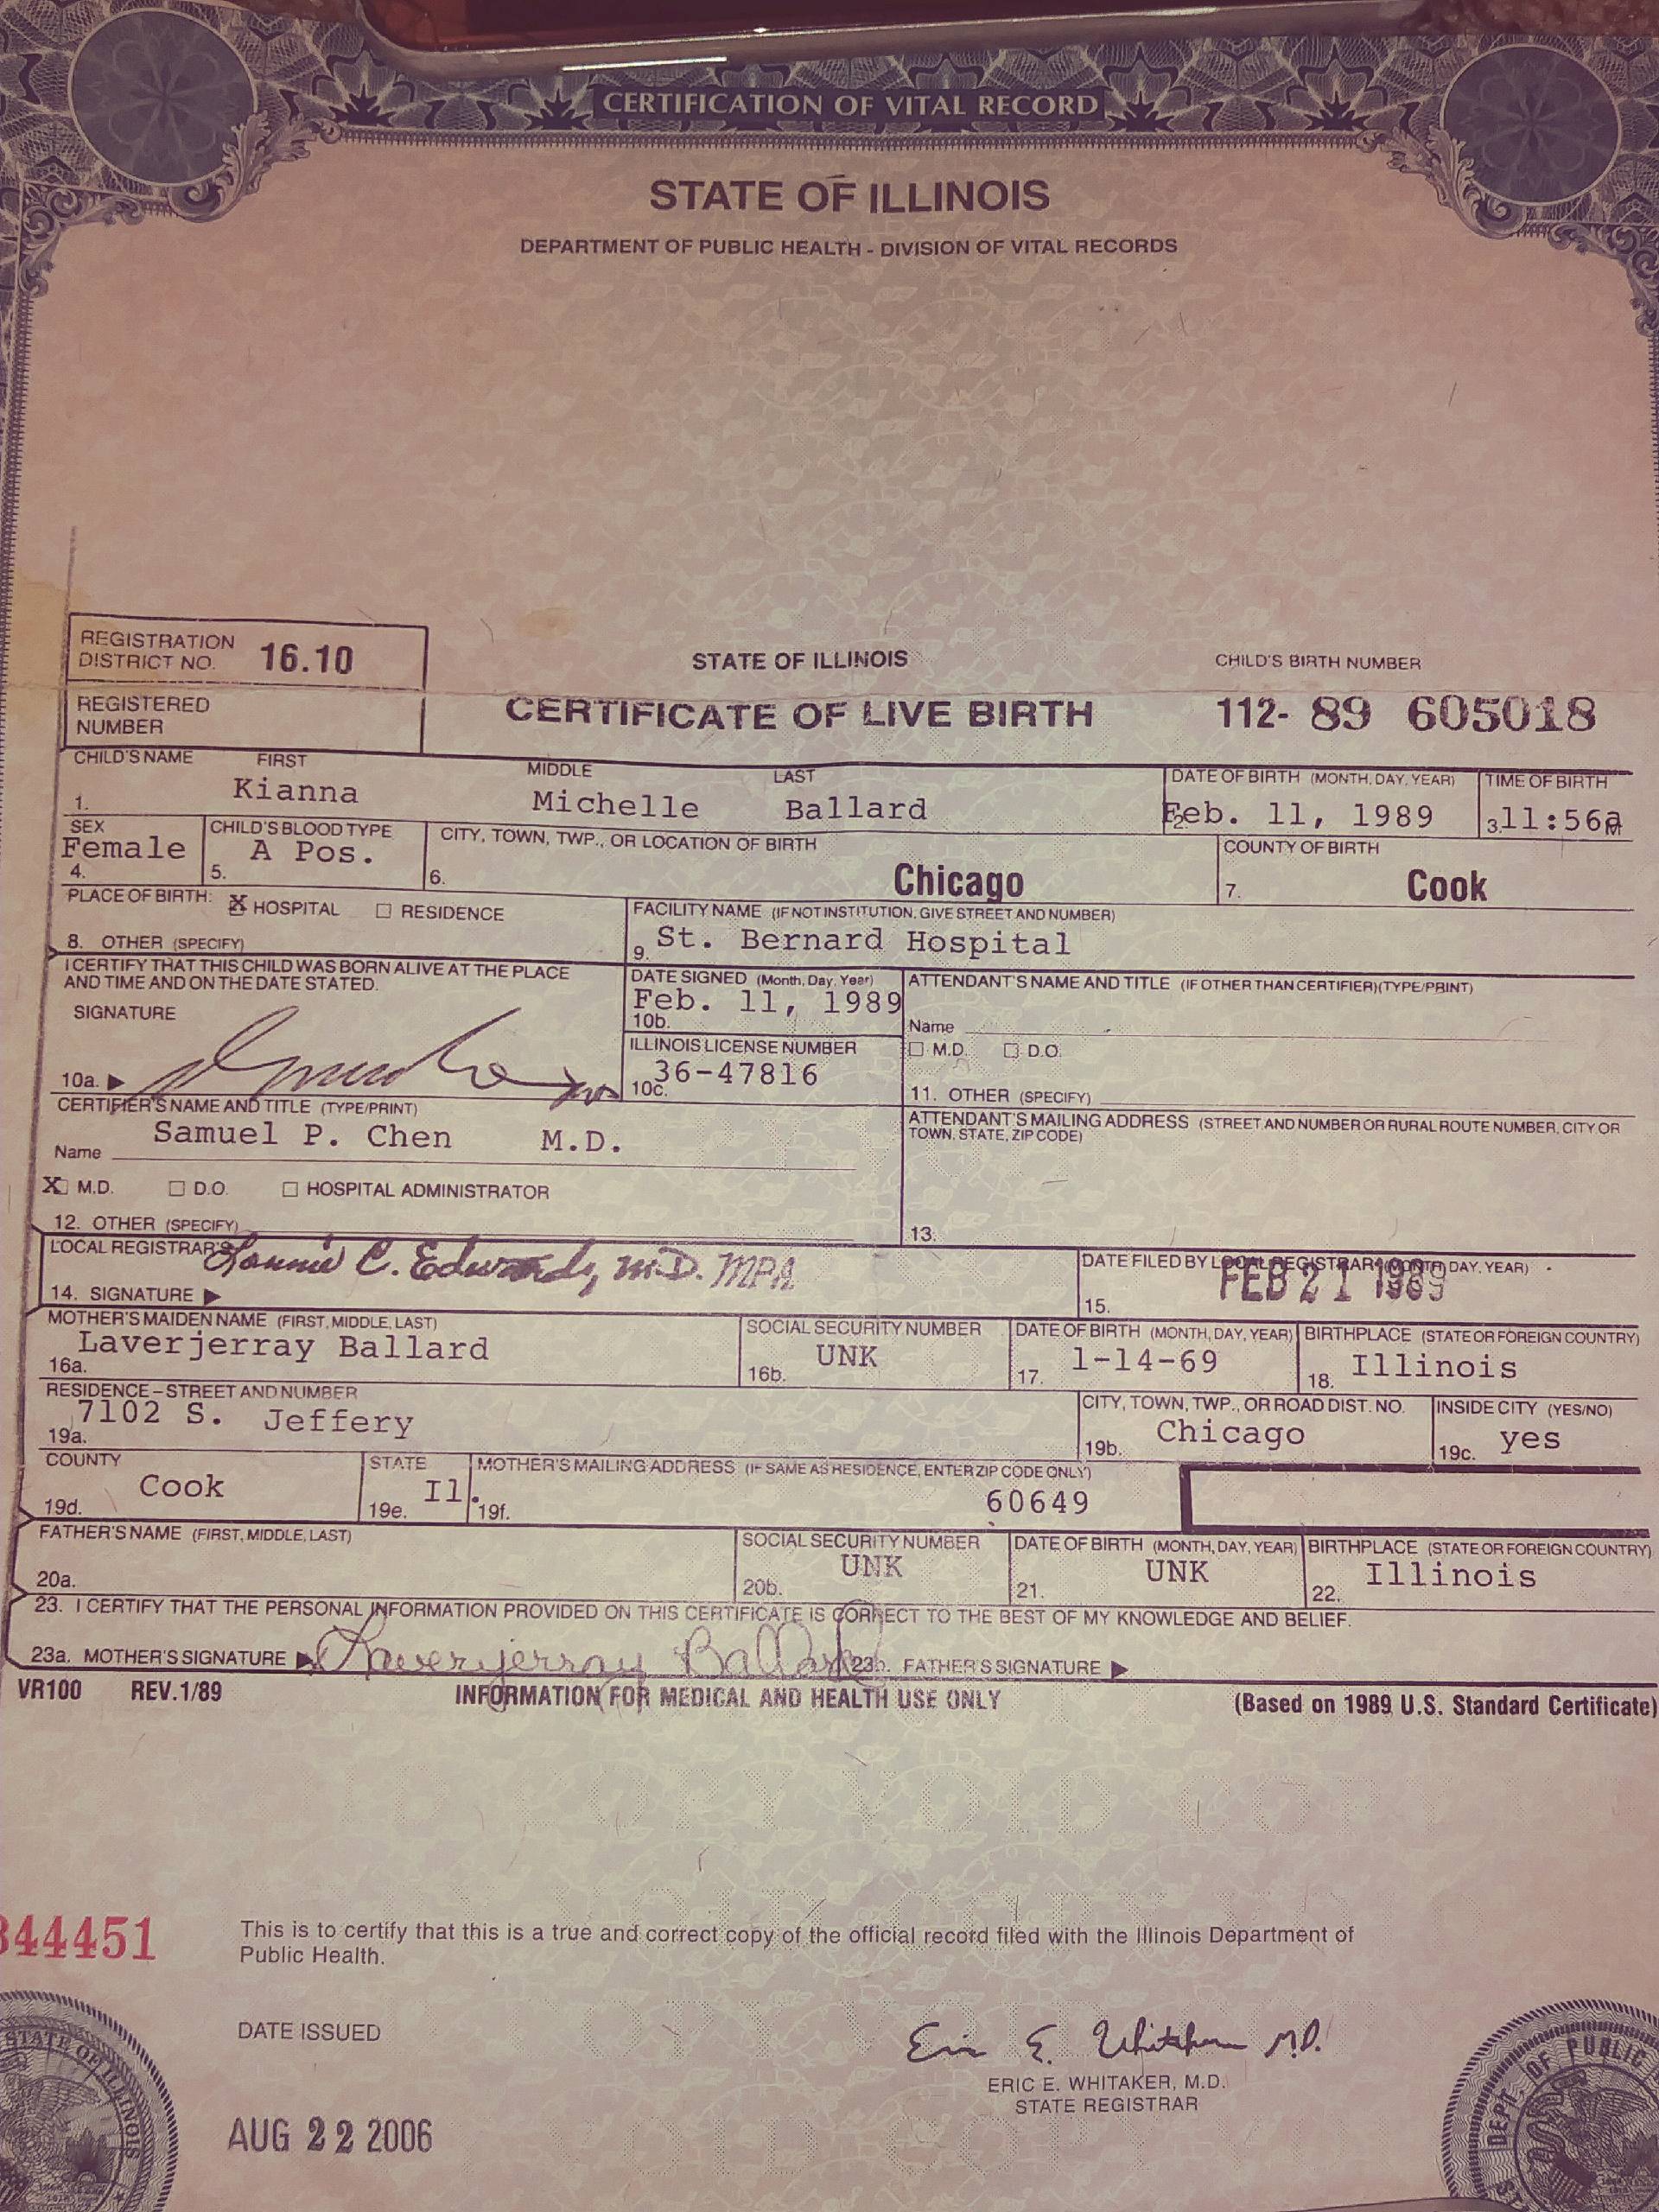 CERTIFICATION OF VITAL RECORD
STATE OF ILLINOIS
DEPARTMENT OF PUBLIC HEALTH - DIVISION OF VITAL RECORDS
REGISTRATION DISTRICT NO. 16.10
STATE OF ILLINOIS
CHILD'S BIRTH NUMBER
REGISTERED NUMBER
CERTIFICATE OF LIVE BIRTH
112- 89 605018
CHILD'S NAME FIRST MIDDLE LAST
DATE OF BIRTH (MONTH, DAY, YEAR)
TIME OF BIRTH
1. Kianna Michelle Ballard
2. Feb. 11, 1989
3. 11:56a M
SEX
CHILD'S BLOOD TYPE
CITY, TOWN, TWP., OR LOCATION OF BIRTH
COUNTY OF BIRTH
4. Female
5. A Pos.
6. Chicago
7. Cook
PLACE OF BIRTH: X HOSPITAL RESIDENCE
8. OTHER (SPECIFY)
FACILITY NAME (IF NOT INSTITUTION, GIVE STREET AND NUMBER)
9. St. Bernard Hospital
I CERTIFY THAT THIS CHILD WAS BORN ALIVE AT THE PLACE
AND TIME AND ON THE DATE STATED.
SIGNATURE
10a. ▶
DATE SIGNED (Month, Day, Year)
Feb. 11, 1989
10b.
ILLINOIS LICENSE NUMBER
10c. 36-47816
ATTENDANT'S NAME AND TITLE (IF OTHER THAN CERTIFIER) (TYPE/PRINT)
Name
M.D. D.O.
11. OTHER (SPECIFY)
CERTIFIER'S NAME AND TITLE (TYPE/PRINT)
Name Samuel P. Chen M.D.
X M.D. D.O. HOSPITAL ADMINISTRATOR
12. OTHER (SPECIFY)
ATTENDANT'S MAILING ADDRESS (STREET AND NUMBER OR RURAL ROUTE NUMBER, CITY OR
TOWN, STATE, ZIP CODE)
13.
LOCAL REGISTRAR'S
C. Edwards, M.D. MPA
14. SIGNATURE ▶
DATE FILED BY LOCAL REGISTRAR (MONTH, DAY, YEAR)
15. FEB 21 1989
MOTHER'S MAIDEN NAME (FIRST, MIDDLE, LAST)
16a. Laverjerray Ballard
SOCIAL SECURITY NUMBER
16b. UNK
DATE OF BIRTH (MONTH, DAY, YEAR)
17. 1-14-69
BIRTHPLACE (STATE OR FOREIGN COUNTRY)
18. Illinois
RESIDENCE-STREET AND NUMBER
19a. 7102 S. Jeffery
CITY, TOWN, TWP., OR ROAD DIST. NO.
19b. Chicago
INSIDE CITY (YES/NO)
19c. yes
COUNTY
19d. Cook
STATE
19e. Il.
MOTHER'S MAILING ADDRESS (IF SAME AS RESIDENCE, ENTER ZIP CODE ONLY)
19f. 60649
FATHER'S NAME (FIRST, MIDDLE, LAST)
20a.
SOCIAL SECURITY NUMBER
20b. UNK
DATE OF BIRTH (MONTH, DAY, YEAR)
21. UNK
BIRTHPLACE (STATE OR FOREIGN COUNTRY)
22. Illinois
23. I CERTIFY THAT THE PERSONAL INFORMATION PROVIDED ON THIS CERTIFICATE IS CORRECT TO THE BEST OF MY KNOWLEDGE AND BELIEF.
23a. MOTHER'S SIGNATURE ▶ Laverjerray Ballard 23b. FATHER'S SIGNATURE ▶
VR100 REV.1/89 INFORMATION FOR MEDICAL AND HEALTH USE ONLY (Based on 1989 U.S. Standard Certificate)
COPY VOID COPY
344451
This is to certify that this is a true and correct copy of the official record filed with the Illinois Department of
Public Health.
DATE ISSUED
Eric E. Whitaker M.D.
ERIC E. WHITAKER, M.D.
STATE REGISTRAR
AUG 22 2006
STATE OF ILLINOIS
DEPT. OF PUBLIC